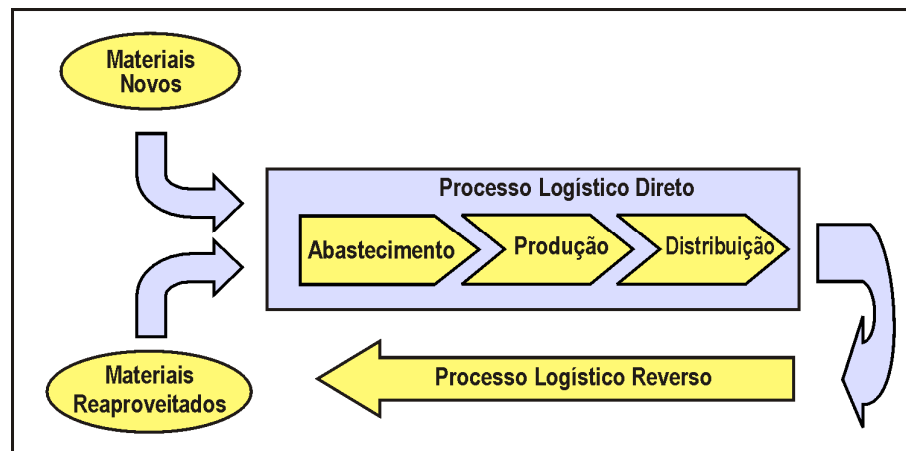 Materiais
Novos
Processo Logístico Direto
Abastecimento
Produção
Distribuição
Materiais
Reaproveitados
Processo Logístico Reverso